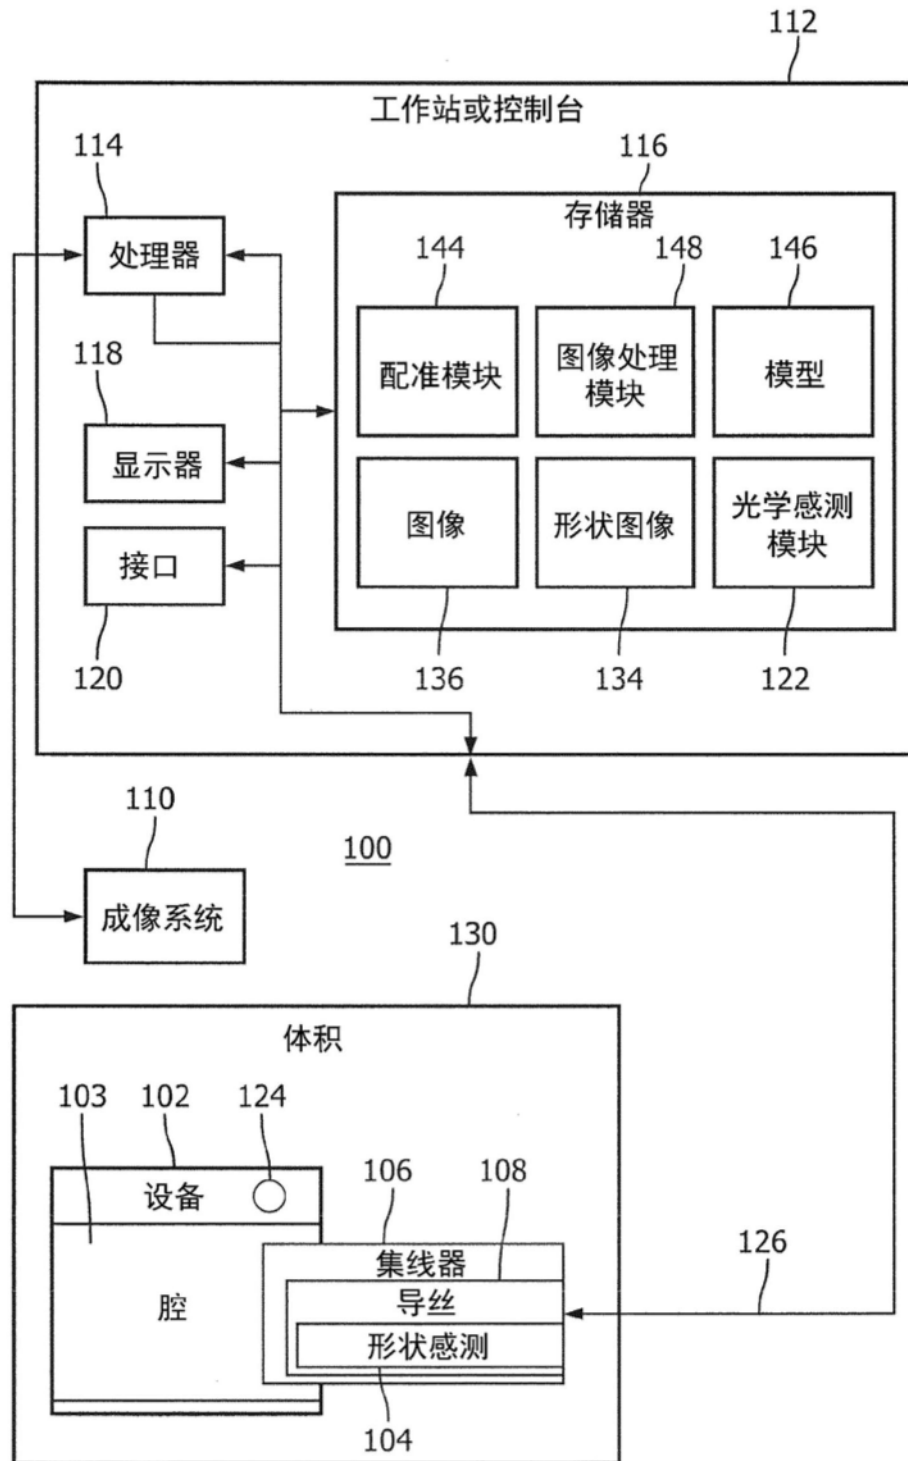 112
工作站或控制台
114
116
处理器
存储器
144
148
146
118
配准模块
图像处理
模块
模型
显示器
图像
形状图像
光学感测
模块
接口
120
136
134
122
110
100
成像系统
130
体积
103
102
124
设备
106
108
126
集线器
导丝
腔
形状感测
104